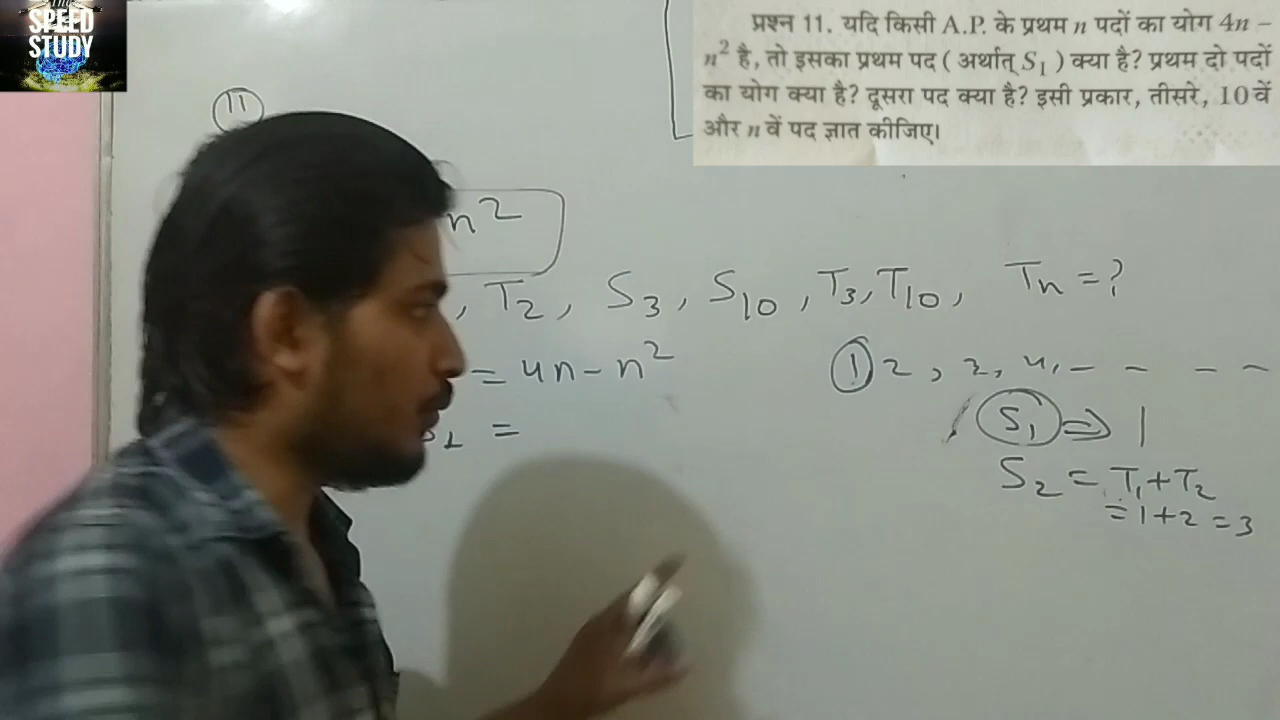 SPEED
STUDY
प्रश्न 11. यदि किसी A.P. के प्रथम n पदों का योग 4n –
n² है, तो इसका प्रथम पद ( अर्थात् S₁ ) क्या है? प्रथम दो पदों
का योग क्या है? दूसरा पद क्या है? इसी प्रकार, तीसरे, 10 वें
और n वें पद ज्ञात कीजिए।
11
n²
, T₂, S₃, S₁₀, T₃, T₁₀, Tₙ = ?
= 4n – n²
S₁ =
① 2, 3, 4, – – – –
S₁ ⇒ 1
S₂ = T₁ + T₂
= 1 + 2 = 3